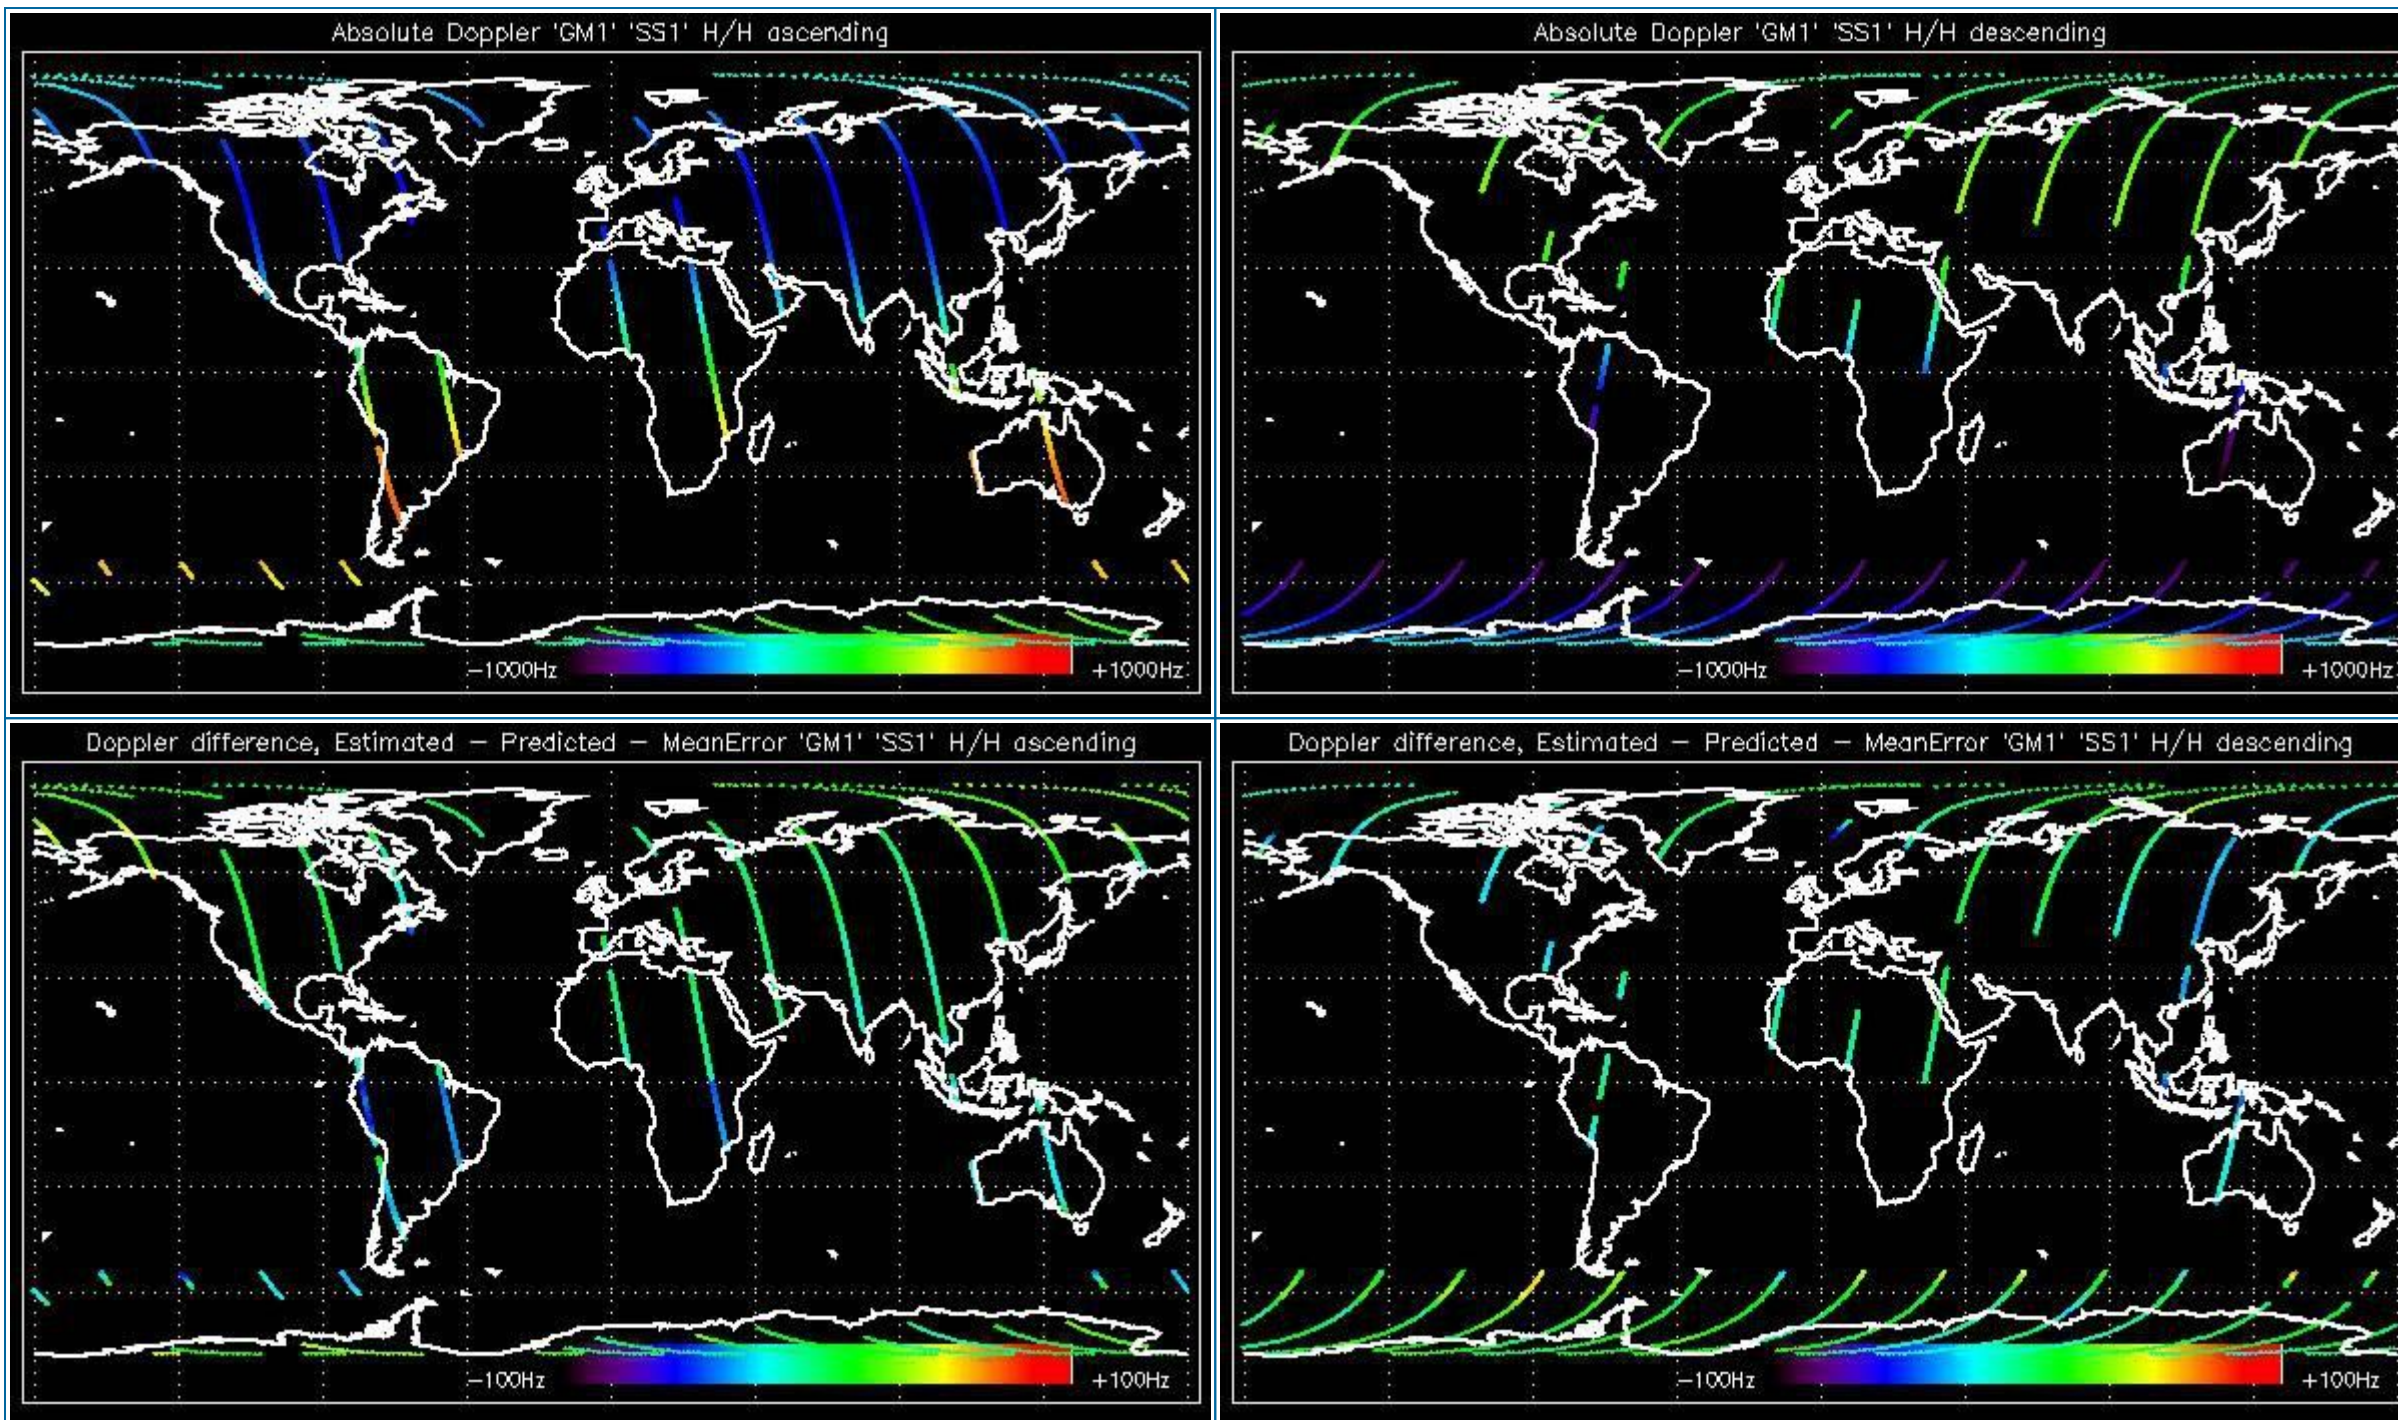 Absolute Doppler 'GM1' 'SS1' H/H ascending
-1000Hz
+1000Hz
Absolute Doppler 'GM1' 'SS1' H/H descending
-1000Hz
+1000Hz
Doppler difference, Estimated - Predicted - MeanError 'GM1' 'SS1' H/H ascending
-100Hz
+100Hz
Doppler difference, Estimated - Predicted - MeanError 'GM1' 'SS1' H/H descending
-100Hz
+100Hz